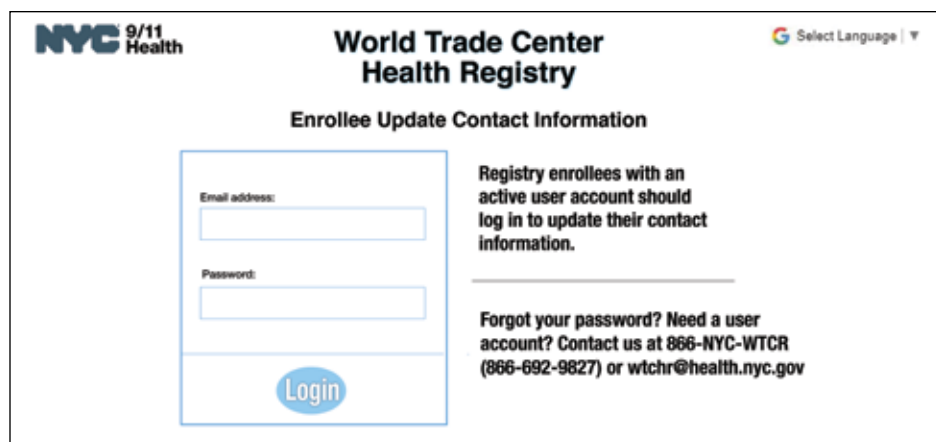 NYC 9/11
Health
World Trade Center
Health Registry
Select Language | ▼
Enrollee Update Contact Information
Email address:
Password:
Login
Registry enrollees with an
active user account should
log in to update their contact
information.
Forgot your password? Need a user
account? Contact us at 866-NYC-WTCR
(866-692-9827) or wtchr@health.nyc.gov